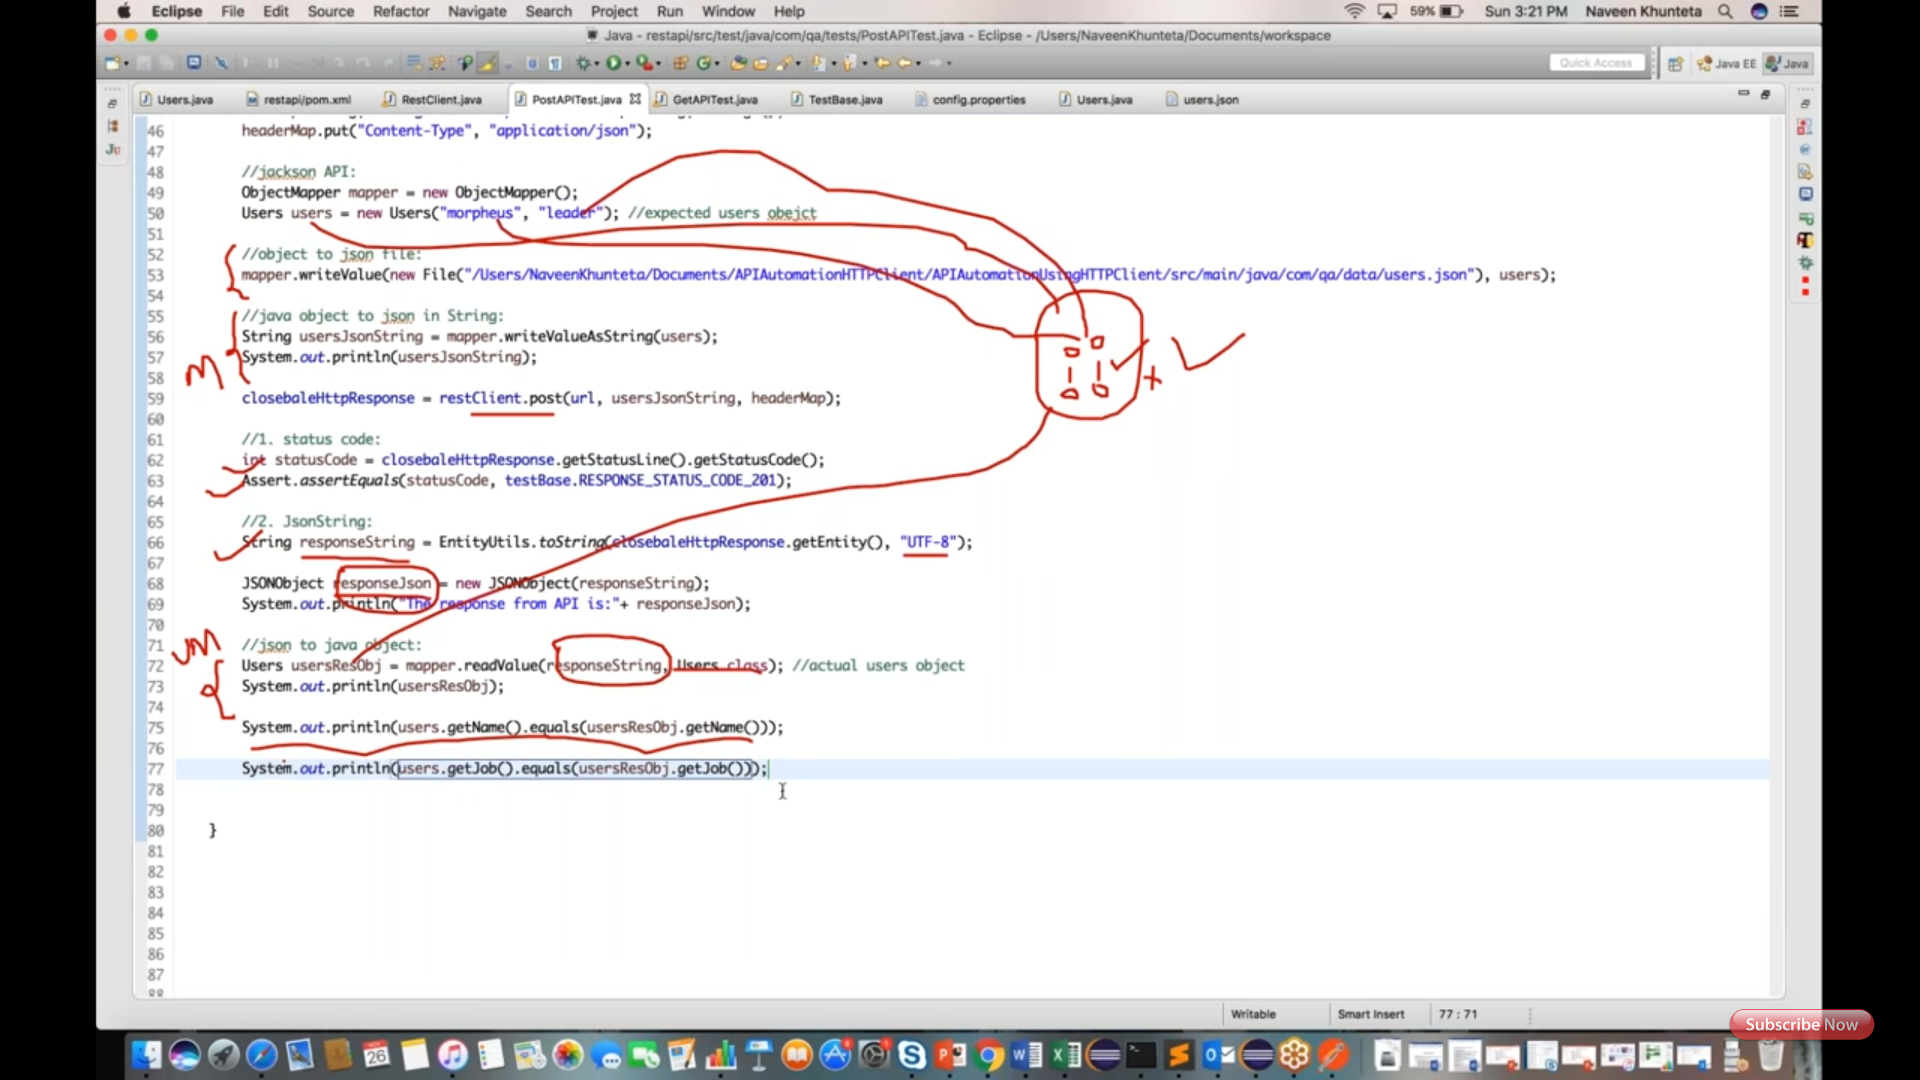 Eclipse File Edit Source Refactor Navigate Search Project Run Window Help 59% Sun 3:21 PM Naveen Khunteta
Java - restapi/src/test/java/com/qa/tests/PostAPITest.java - Eclipse - /Users/NaveenKhunteta/Documents/workspace
Quick Access Java EE Java
Users.java restapi/pom.xml RestClient.java PostAPITest.java GetAPITest.java TestBase.java config.properties Users.java users.json
46 headerMap.put("Content-Type", "application/json");
47
48 //jackson API:
49 ObjectMapper mapper = new ObjectMapper();
50 Users users = new Users("morpheus", "leader"); //expected users obejct
51
52 //object to json file:
53 mapper.writeValue(new File("/Users/NaveenKhunteta/Documents/APIAutomationHTTPClient/APIAutomationUsingHTTPClient/src/main/java/com/qa/data/users.json"), users);
54
55 //java object to json in String:
56 String usersJsonString = mapper.writeValueAsString(users);
57 System.out.println(usersJsonString);
58
M
59 closebaleHttpResponse = restClient.post(url, usersJsonString, headerMap);
60
61 //1. status code:
62 int statusCode = closebaleHttpResponse.getStatusLine().getStatusCode();
63 Assert.assertEquals(statusCode, testBase.RESPONSE_STATUS_CODE_201);
64
65 //2. JsonString:
66 String responseString = EntityUtils.toString(closebaleHttpResponse.getEntity(), "UTF-8");
67
68 JSONObject responseJson = new JSONObject(responseString);
69 System.out.println("The response from API is:"+ responseJson);
70
UM
71 //json to java object:
72 Users usersResObj = mapper.readValue(responseString, Users.class); //actual users object
73 System.out.println(usersResObj);
74
75 System.out.println(users.getName().equals(usersResObj.getName()));
76
77 System.out.println(users.getJob().equals(usersResObj.getJob()));
78
79
80 }
81
82
83
84
85
86
87
88
Writable Smart Insert 77 : 71
Subscribe Now